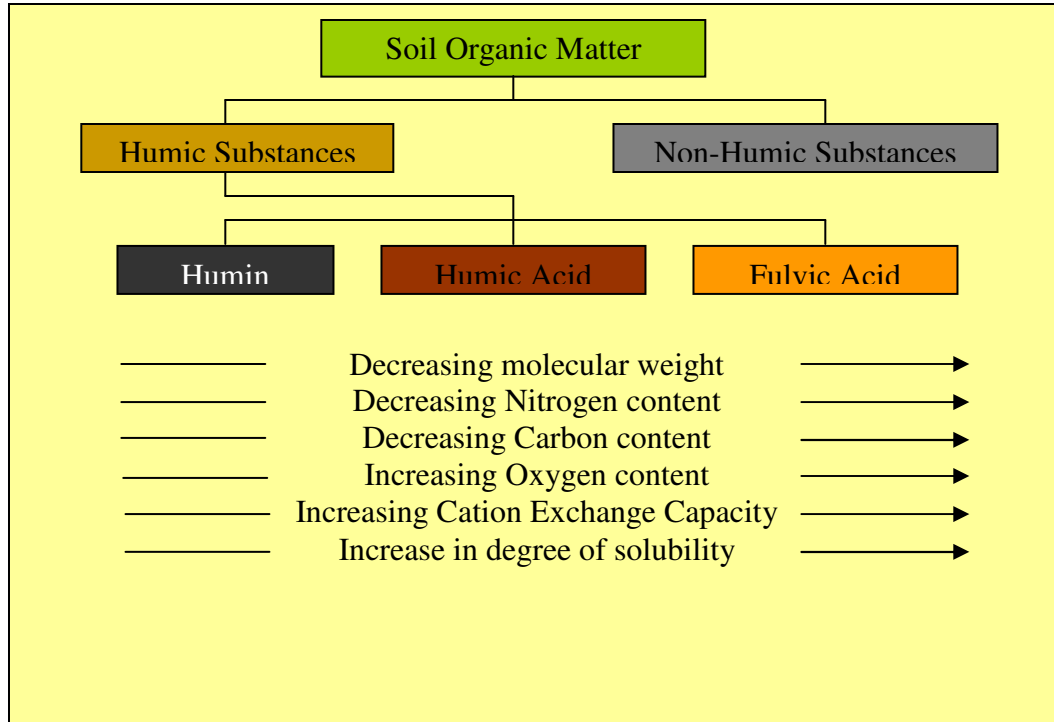 Soil Organic Matter
Humic Substances
Non-Humic Substances
Humin
Humic Acid
Fulvic Acid
Decreasing molecular weight
Decreasing Nitrogen content
Decreasing Carbon content
Increasing Oxygen content
Increasing Cation Exchange Capacity
Increase in degree of solubility